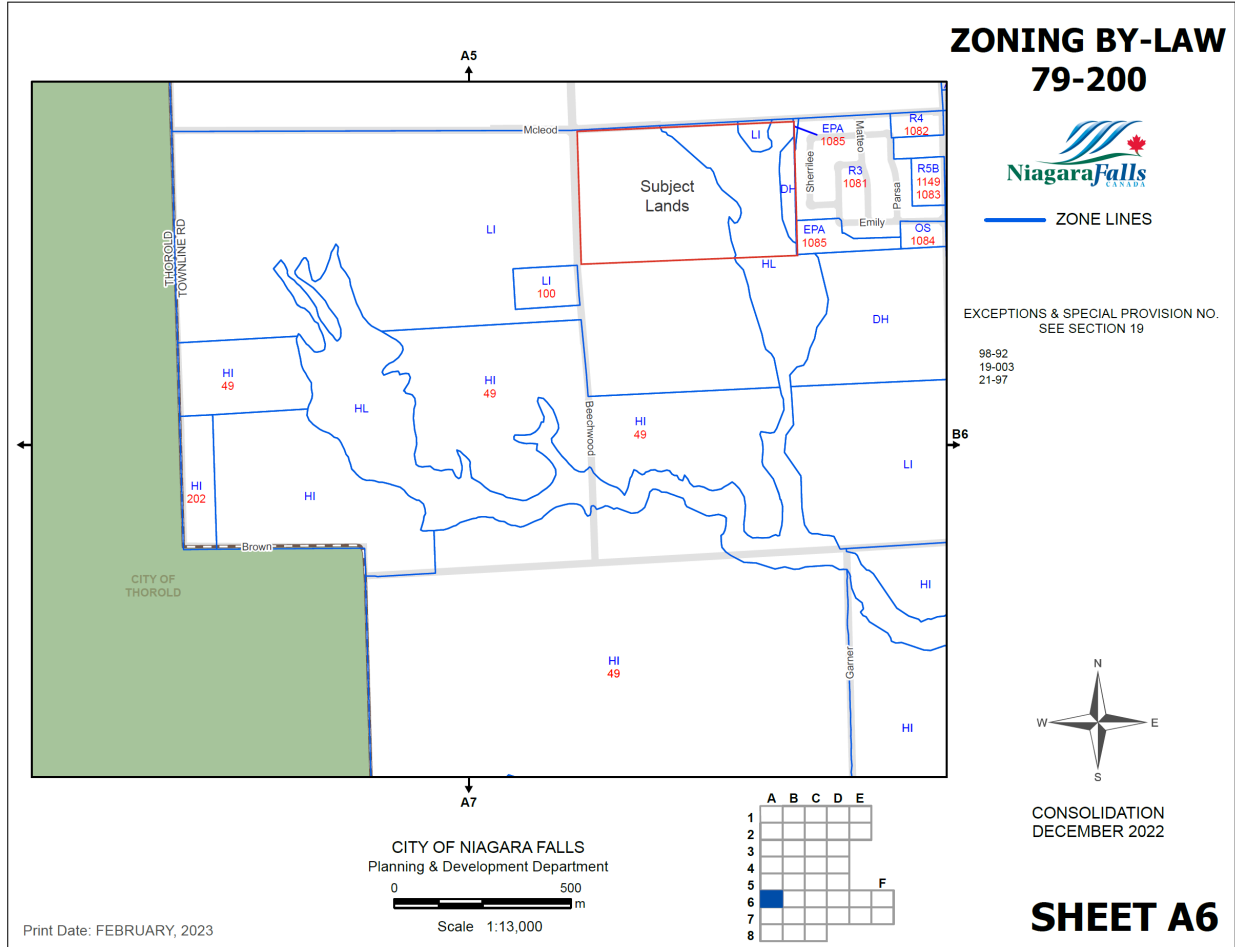 ZONING BY-LAW
79-200
NiagaraFalls
CANADA
ZONE LINES
EXCEPTIONS & SPECIAL PROVISION NO.
SEE SECTION 19
98-92
19-003
21-97
A5
Mcleod
LI
EPA
1085
Matteo
R4
1082
Sherrilee
R3
1081
Parsa
R5B
1149
1083
Subject
Lands
DH
Emily
EPA
1085
OS
1084
THOROLD
TOWNLINE RD
LI
HL
LI
100
DH
HI
49
HI
49
HL
HI
49
Beechwood
B6
LI
HI
202
HI
Brown
CITY OF
THOROLD
HI
HI
49
Garner
HI
A7
N
W
E
S
CITY OF NIAGARA FALLS
Planning & Development Department
0 500
m
Scale 1:13,000
A B C D E
1
2
3
4
5
F
6
7
8
CONSOLIDATION
DECEMBER 2022
SHEET A6
Print Date: FEBRUARY, 2023